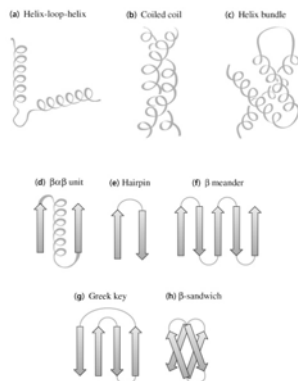 (a) Helix-loop-helix
(b) Coiled coil
(c) Helix bundle
(d) βαβ unit
(e) Hairpin
(f) β meander
(g) Greek key
(h) β-sandwich